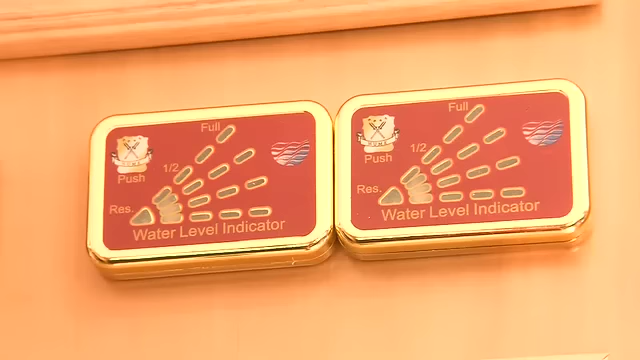 Full
1/2
Push
Res.
Water Level Indicator
Full
1/2
Push
Res.
Water Level Indicator